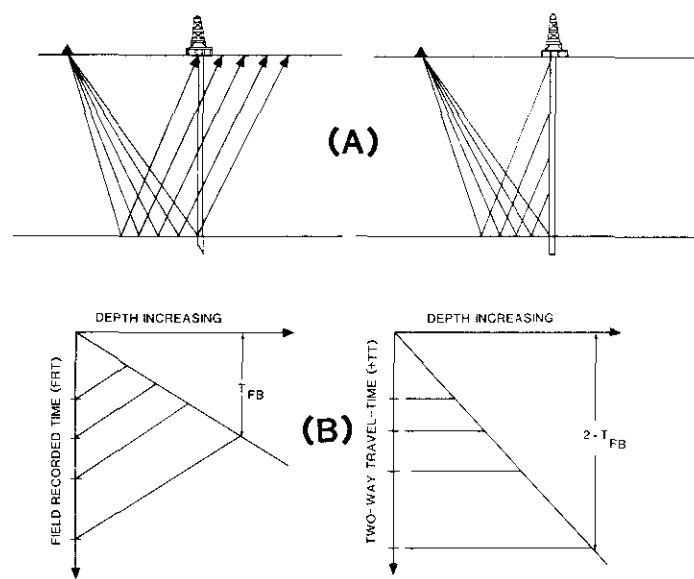 (A)
DEPTH INCREASING
FIELD RECORDED TIME (FRT)
T FB
(B)
DEPTH INCREASING
TWO-WAY TRAVEL-TIME (+TT)
2-T FB